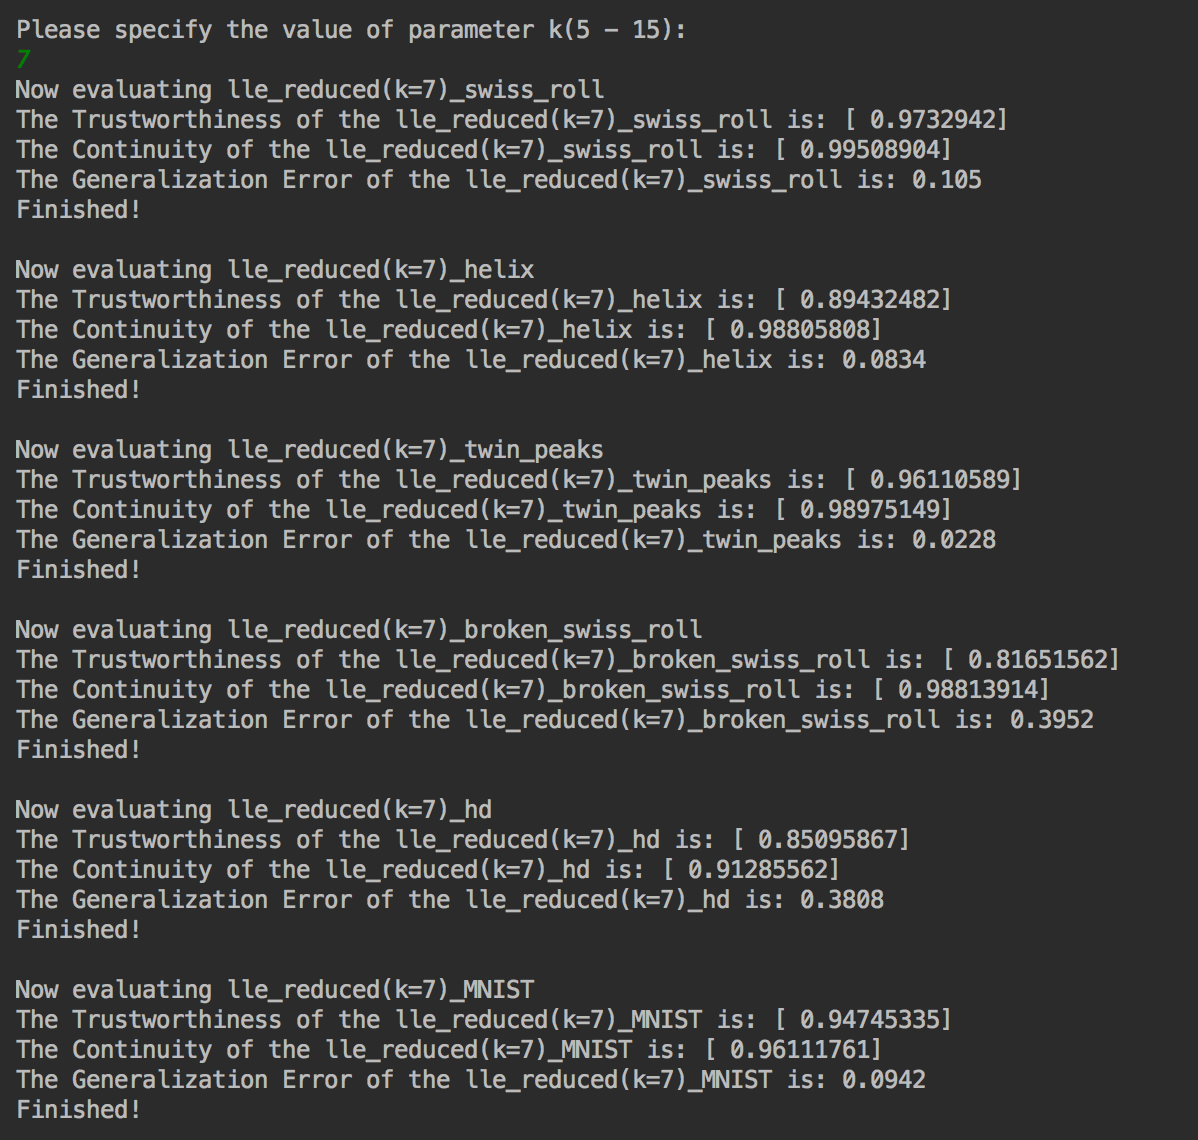 Please specify the value of parameter k(5 - 15):
7
Now evaluating lle_reduced(k=7)_swiss_roll
The Trustworthiness of the lle_reduced(k=7)_swiss_roll is: [ 0.9732942]
The Continuity of the lle_reduced(k=7)_swiss_roll is: [ 0.99508904]
The Generalization Error of the lle_reduced(k=7)_swiss_roll is: 0.105
Finished!

Now evaluating lle_reduced(k=7)_helix
The Trustworthiness of the lle_reduced(k=7)_helix is: [ 0.89432482]
The Continuity of the lle_reduced(k=7)_helix is: [ 0.98805808]
The Generalization Error of the lle_reduced(k=7)_helix is: 0.0834
Finished!

Now evaluating lle_reduced(k=7)_twin_peaks
The Trustworthiness of the lle_reduced(k=7)_twin_peaks is: [ 0.96110589]
The Continuity of the lle_reduced(k=7)_twin_peaks is: [ 0.98975149]
The Generalization Error of the lle_reduced(k=7)_twin_peaks is: 0.0228
Finished!

Now evaluating lle_reduced(k=7)_broken_swiss_roll
The Trustworthiness of the lle_reduced(k=7)_broken_swiss_roll is: [ 0.81651562]
The Continuity of the lle_reduced(k=7)_broken_swiss_roll is: [ 0.98813914]
The Generalization Error of the lle_reduced(k=7)_broken_swiss_roll is: 0.3952
Finished!

Now evaluating lle_reduced(k=7)_hd
The Trustworthiness of the lle_reduced(k=7)_hd is: [ 0.85095867]
The Continuity of the lle_reduced(k=7)_hd is: [ 0.91285562]
The Generalization Error of the lle_reduced(k=7)_hd is: 0.3808
Finished!

Now evaluating lle_reduced(k=7)_MNIST
The Trustworthiness of the lle_reduced(k=7)_MNIST is: [ 0.94745335]
The Continuity of the lle_reduced(k=7)_MNIST is: [ 0.96111761]
The Generalization Error of the lle_reduced(k=7)_MNIST is: 0.0942
Finished!